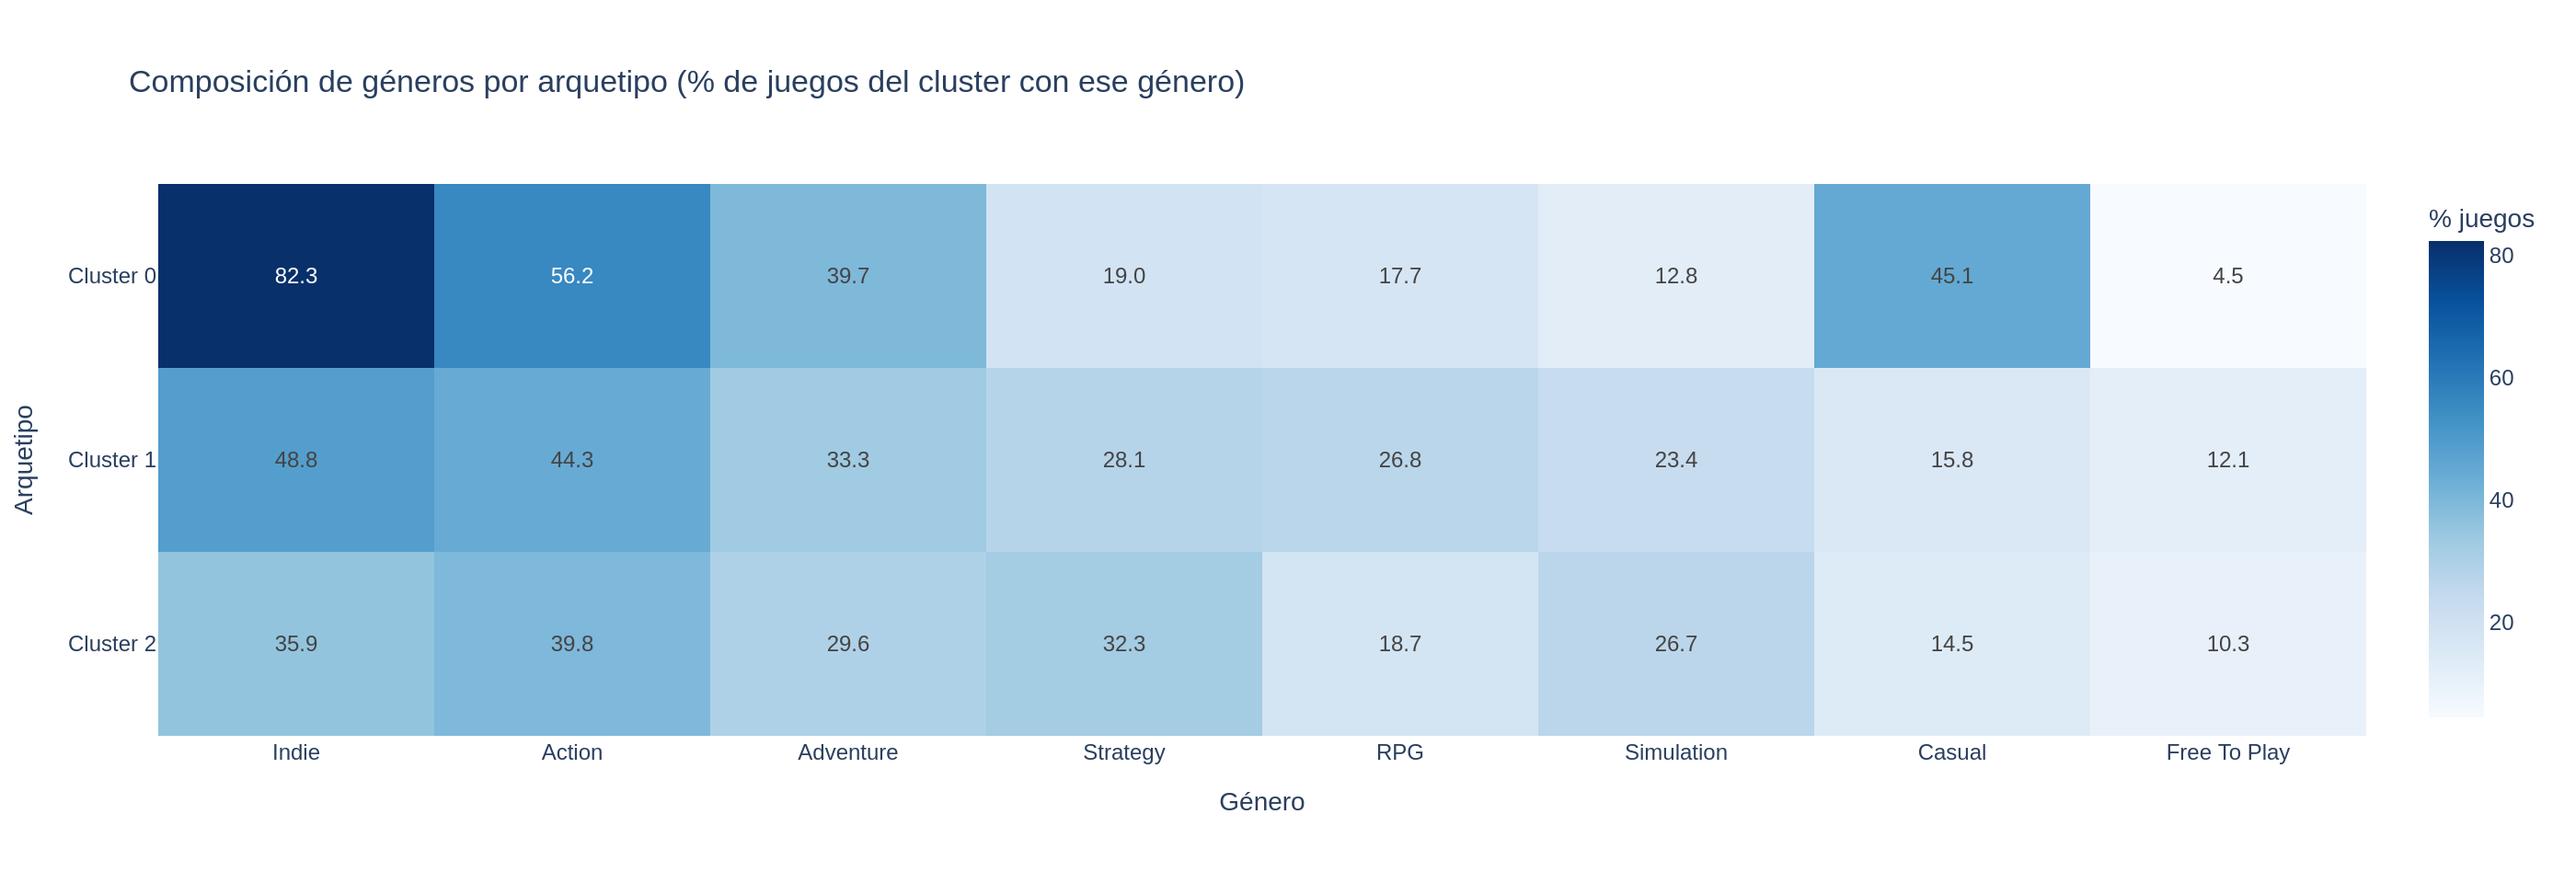 Composición de géneros por arquetipo (% de juegos del cluster con ese género)
% juegos
80
60
40
20
Arquetipo
Cluster 0 82.3 56.2 39.7 19.0 17.7 12.8 45.1 4.5
Cluster 1 48.8 44.3 33.3 28.1 26.8 23.4 15.8 12.1
Cluster 2 35.9 39.8 29.6 32.3 18.7 26.7 14.5 10.3
Indie Action Adventure Strategy RPG Simulation Casual Free To Play
Género